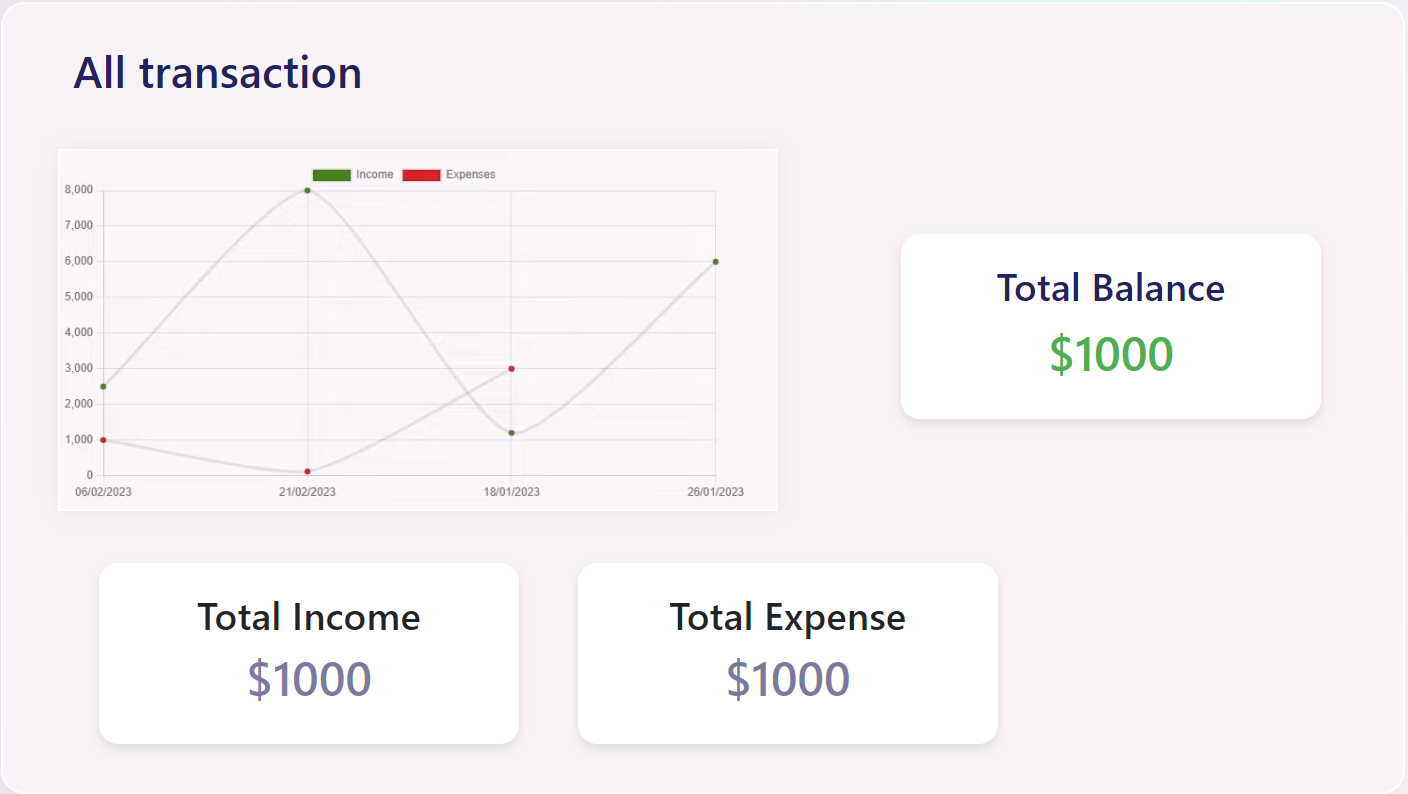 All transaction
Income Expenses
8,000
7,000
6,000
5,000
4,000
3,000
2,000
1,000
0
06/02/2023 21/02/2023 18/01/2023 26/01/2023
Total Balance
$1000
Total Income
$1000
Total Expense
$1000